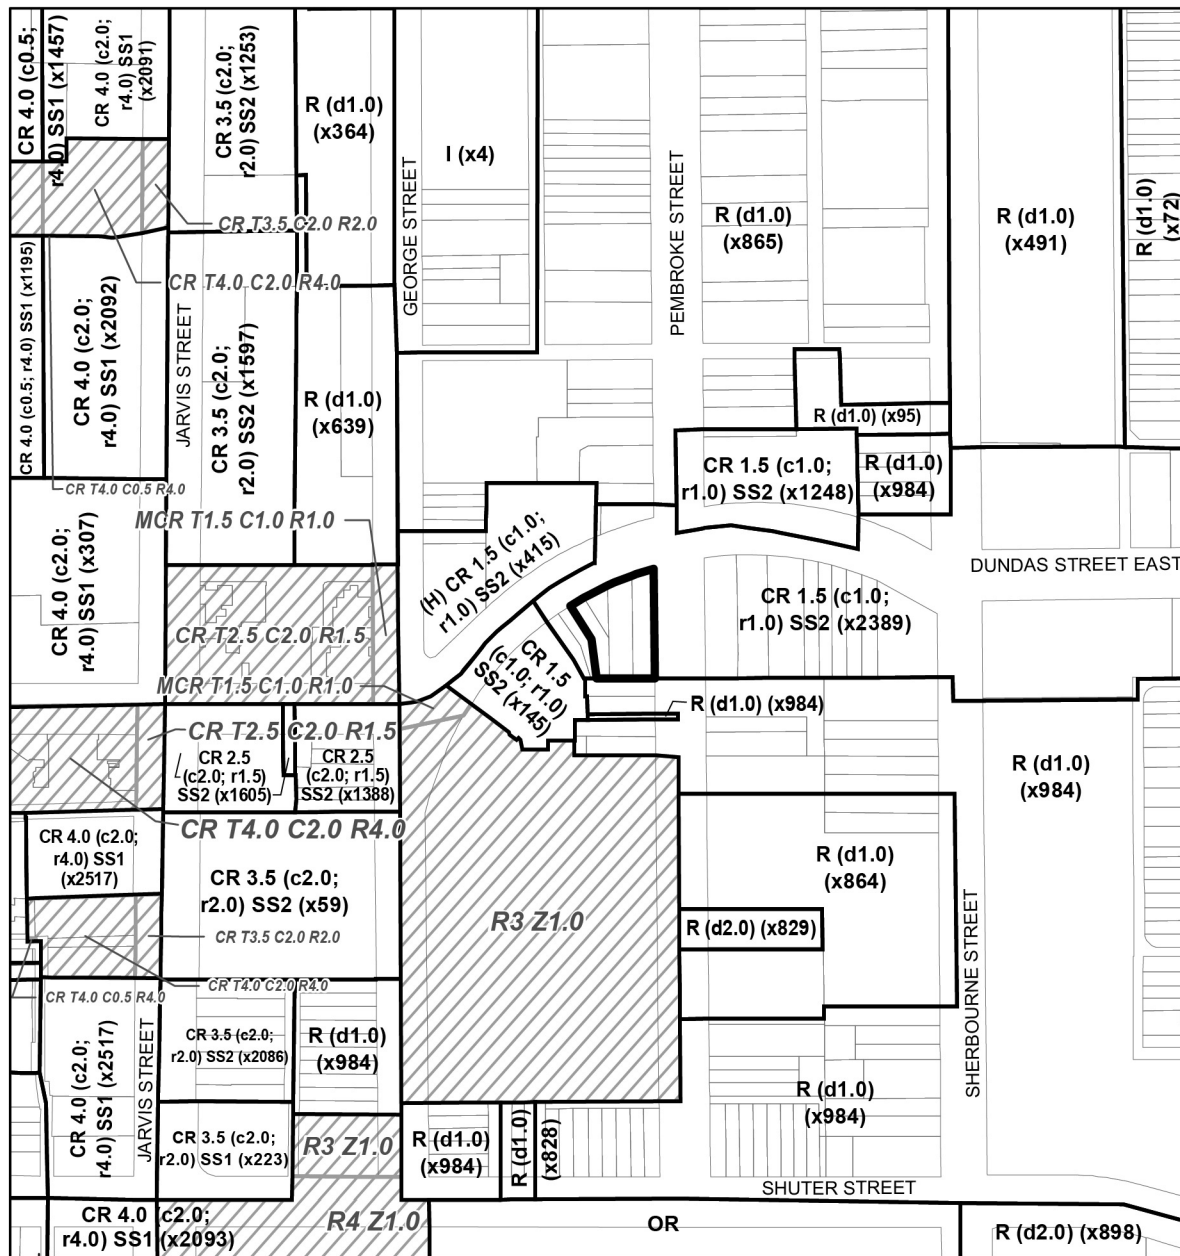 CR 4.0 (c0.5;
r4.0) SS1 (x1457)
CR 4.0 (c2.0;
r4.0) SS1
(x2091)
CR 3.5 (c2.0;
r2.0) SS2 (x1253)
R (d1.0)
(x364)
I (x4)
GEORGE STREET
PEMBROKE STREET
R (d1.0)
(x865)
R (d1.0)
(x491)
R (d1.0)
(x72)
CR T3.5 C2.0 R2.0
CR T4.0 C2.0 R4.0
CR 4.0 (c0.5; r4.0) SS1 (x1195)
CR 4.0 (c2.0;
r4.0) SS1 (x2092)
JARVIS STREET
CR 3.5 (c2.0;
r2.0) SS2 (x1597)
R (d1.0)
(x639)
R (d1.0) (x95)
CR 1.5 (c1.0;
r1.0) SS2 (x1248)
R (d1.0)
(x984)
CR T4.0 C0.5 R4.0
MCR T1.5 C1.0 R1.0
CR 4.0 (c2.0;
r4.0) SS1 (x307)
(H) CR 1.5 (c1.0;
r1.0) SS2 (x415)
DUNDAS STREET EAST
CR 1.5 (c1.0;
r1.0) SS2 (x2389)
CR T2.5 C2.0 R1.5
CR 1.5
(c1.0; r1.0)
SS2 (x145)
MCR T1.5 C1.0 R1.0
R (d1.0) (x984)
CR T2.5 C2.0 R1.5
CR 2.5
(c2.0; r1.5)
SS2 (x1605)
CR 2.5
(c2.0; r1.5)
SS2 (x1388)
R (d1.0)
(x984)
CR T4.0 C2.0 R4.0
CR 4.0 (c2.0;
r4.0) SS1
(x2517)
CR 3.5 (c2.0;
r2.0) SS2 (x59)
R (d1.0)
(x864)
R3 Z1.0
R (d2.0) (x829)
SHERBOURNE STREET
CR T3.5 C2.0 R2.0
CR T4.0 C2.0 R4.0
CR T4.0 C0.5 R4.0
CR 4.0 (c2.0;
r4.0) SS1 (x2517)
JARVIS STREET
CR 3.5 (c2.0;
r2.0) SS2 (x2086)
R (d1.0)
(x984)
R (d1.0)
(x984)
CR 3.5 (c2.0;
r2.0) SS1 (x223)
R3 Z1.0
R (d1.0)
(x984)
R (d1.0)
(x828)
SHUTER STREET
CR 4.0 (c2.0;
r4.0) SS1 (x2093)
R4 Z1.0
OR
R (d2.0) (x898)